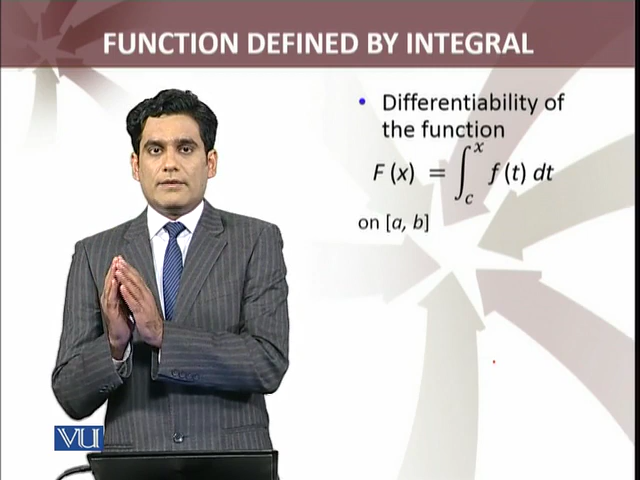 FUNCTION DEFINED BY INTEGRAL
• Differentiability of
the function
F (x) = ∫_c^x f (t) dt
on [a, b]
VU